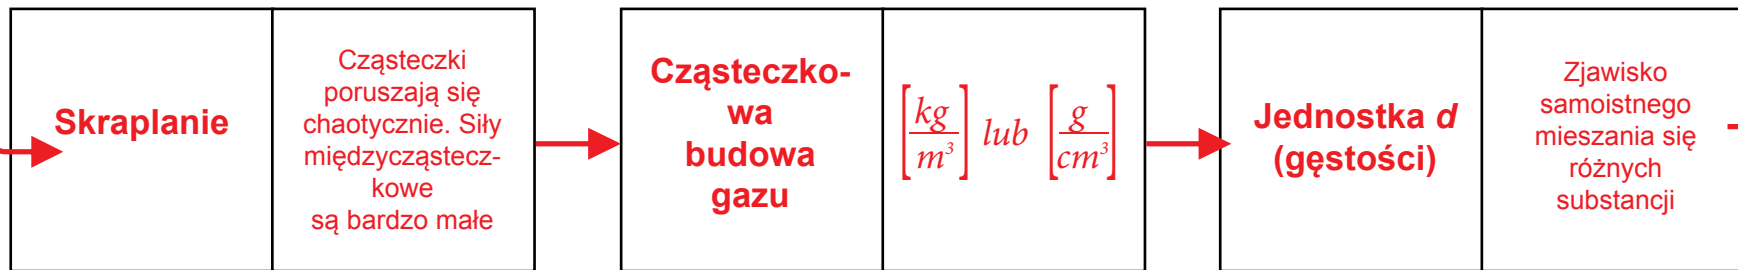 Skraplanie
Cząsteczki
poruszają się
chaotycznie. Siły
międzycząstecz-
kowe
są bardzo małe
Cząsteczko-
wa
budowa
gazu
[kg/m³] lub [g/cm³]
Jednostka d
(gęstości)
Zjawisko
samoistnego
mieszania się
różnych
substancji